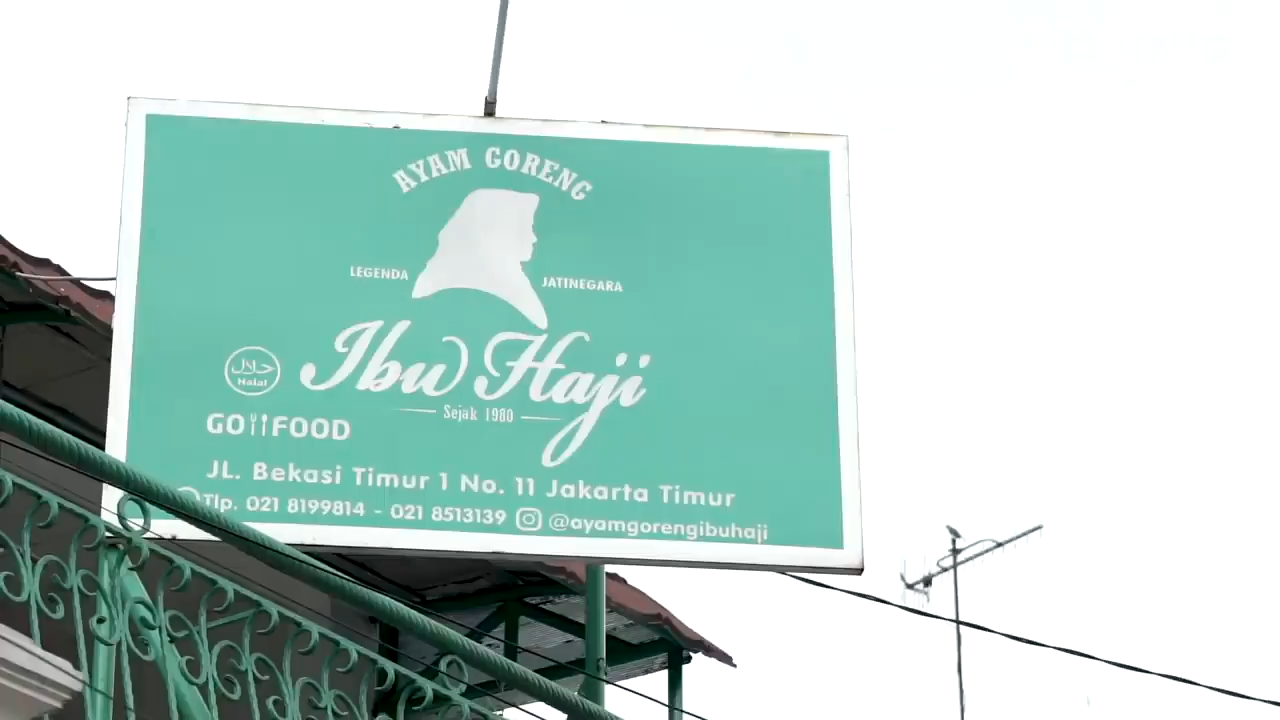 AYAM GORENG
LEGENDA JATINEGARA
حلال
Halal
Ibu Haji
Sejak 1980
GOFOOD
JL. Bekasi Timur 1 No. 11 Jakarta Timur
Tlp. 021 8199814 - 021 8513139 @ayamgorengibuhaji